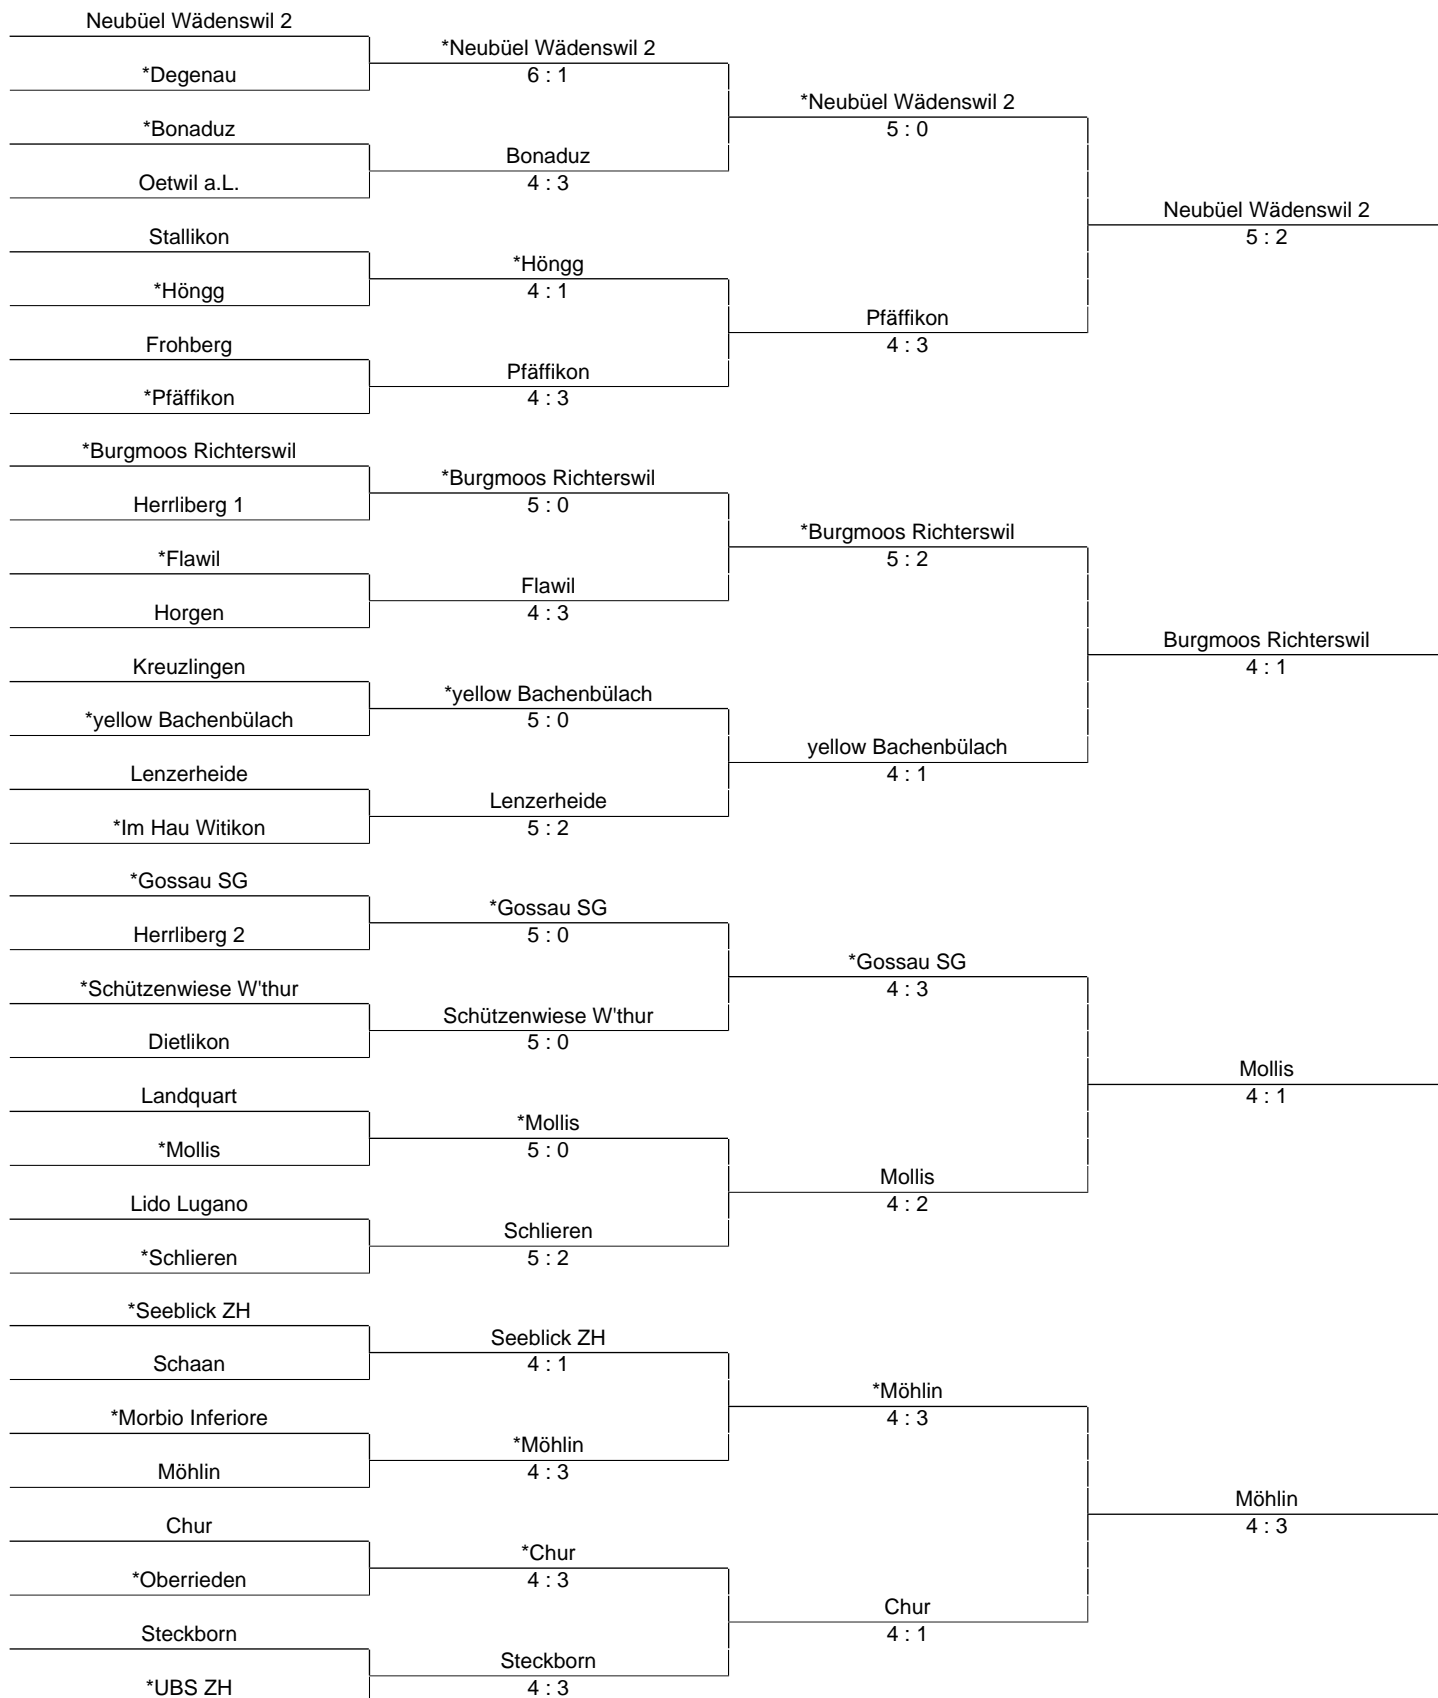 Neubüel Wädenswil 2
*Degenau
*Bonaduz
Oetwil a.L.
Stallikon
*Höngg
Frohberg
*Pfäffikon
*Burgmoos Richterswil
Herrliberg 1
*Flawil
Horgen
Kreuzlingen
*yellow Bachenbülach
Lenzerheide
*Im Hau Witikon
*Gossau SG
Herrliberg 2
*Schützenwiese W'thur
Dietlikon
Landquart
*Mollis
Lido Lugano
*Schlieren
*Seeblick ZH
Schaan
*Morbio Inferiore
Möhlin
Chur
*Oberrieden
Steckborn
*UBS ZH
*Neubüel Wädenswil 2
6 : 1
Bonaduz
4 : 3
*Höngg
4 : 1
Pfäffikon
4 : 3
*Burgmoos Richterswil
5 : 0
Flawil
4 : 3
*yellow Bachenbülach
5 : 0
Lenzerheide
5 : 2
*Gossau SG
5 : 0
Schützenwiese W'thur
5 : 0
*Mollis
5 : 0
Schlieren
5 : 2
Seeblick ZH
4 : 1
*Möhlin
4 : 3
*Chur
4 : 3
Steckborn
4 : 3
*Neubüel Wädenswil 2
5 : 0
Pfäffikon
4 : 3
*Burgmoos Richterswil
5 : 2
yellow Bachenbülach
4 : 1
*Gossau SG
4 : 3
Mollis
4 : 2
*Möhlin
4 : 3
Chur
4 : 1
Neubüel Wädenswil 2
5 : 2
Burgmoos Richterswil
4 : 1
Mollis
4 : 1
Möhlin
4 : 3